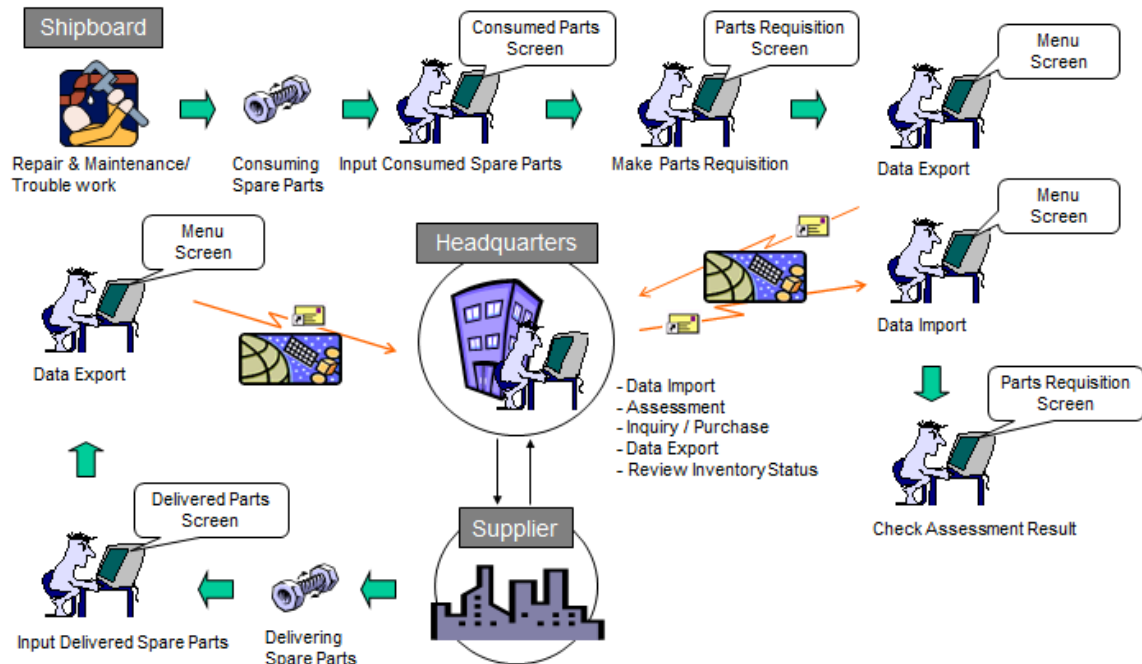 Shipboard
Consumed Parts
Screen
Parts Requisition
Screen
Menu
Screen
Repair & Maintenance/
Trouble work
Consuming
Spare Parts
Input Consumed Spare Parts
Make Parts Requisition
Data Export
Menu
Screen
Headquarters
Menu
Screen
Data Export
Data Import
- Data Import
- Assessment
- Inquiry / Purchase
- Data Export
- Review Inventory Status
Parts Requisition
Screen
Check Assessment Result
Delivered Parts
Screen
Supplier
Input Delivered Spare Parts
Delivering
Spare Parts